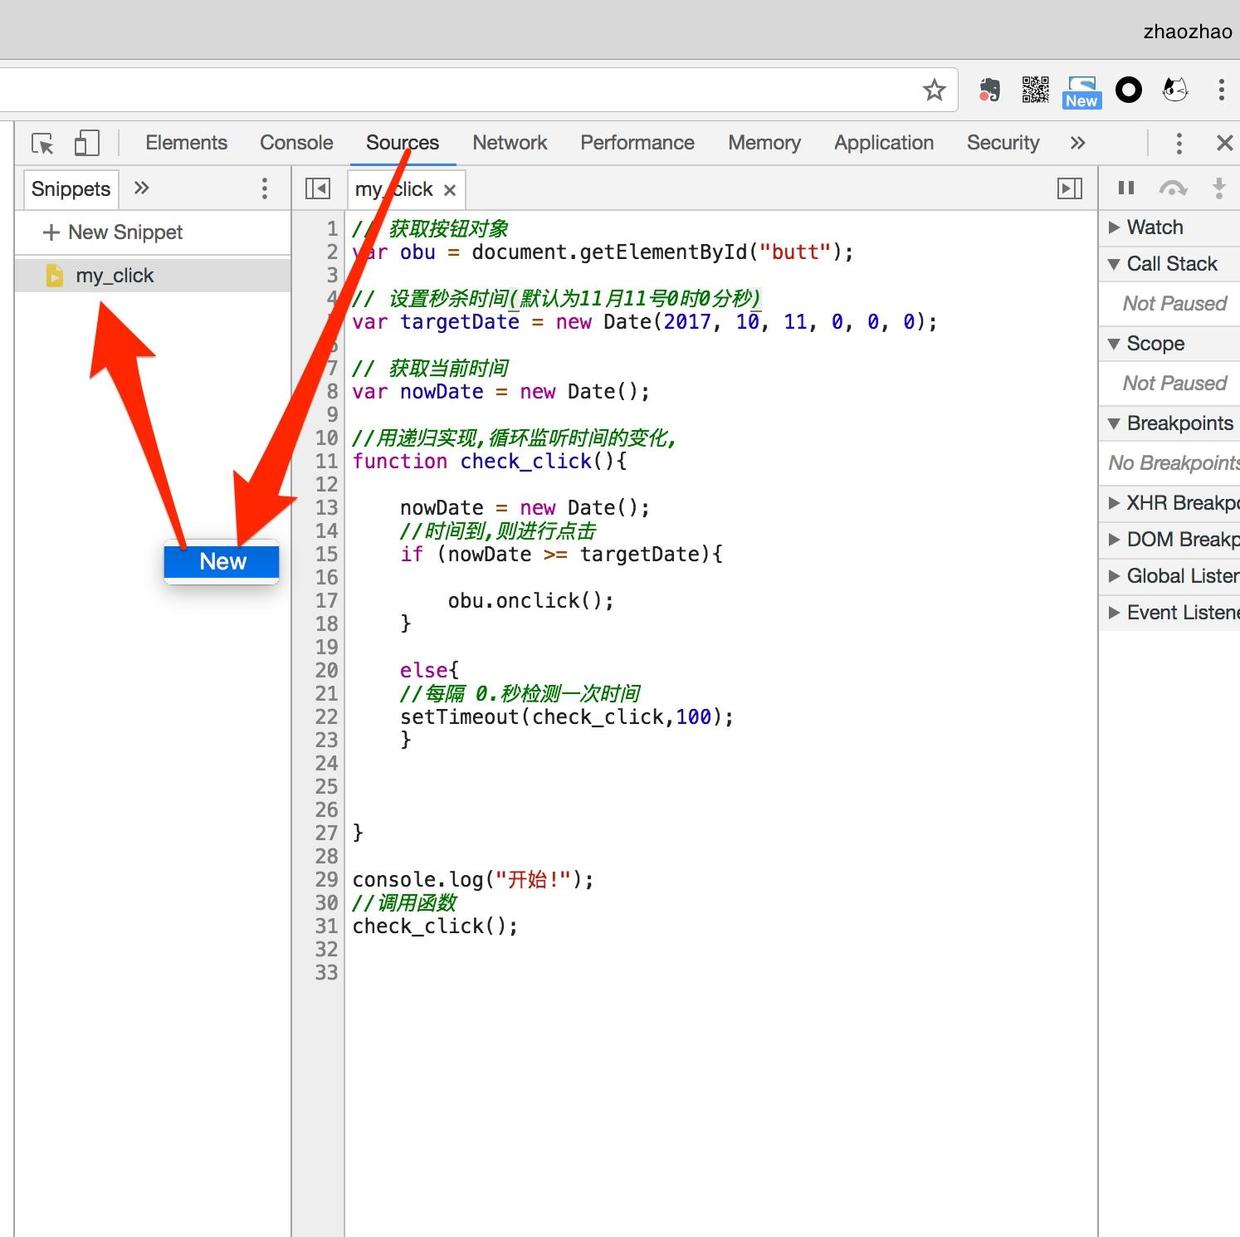 zhaozhao
New
Elements Console Sources Network Performance Memory Application Security »
Snippets »
my_click ×
+ New Snippet
my_click
New
1 // 获取按钮对象
2 var obu = document.getElementById("butt");
3
4 // 设置秒杀时间(默认为11月11号0时0分秒)
var targetDate = new Date(2017, 10, 11, 0, 0, 0);
7 // 获取当前时间
8 var nowDate = new Date();
9
10 //用递归实现,循环监听时间的变化,
11 function check_click(){
12
13 nowDate = new Date();
14 //时间到,则进行点击
15 if (nowDate >= targetDate){
16
17 obu.onclick();
18 }
19
20 else{
21 //每隔 0.秒检测一次时间
22 setTimeout(check_click,100);
23 }
24
25
26
27 }
28
29 console.log("开始!");
30 //调用函数
31 check_click();
32
33
Watch
Call Stack
Not Paused
Scope
Not Paused
Breakpoints
No Breakpoints
XHR Breakpo
DOM Breakp
Global Lister
Event Listene